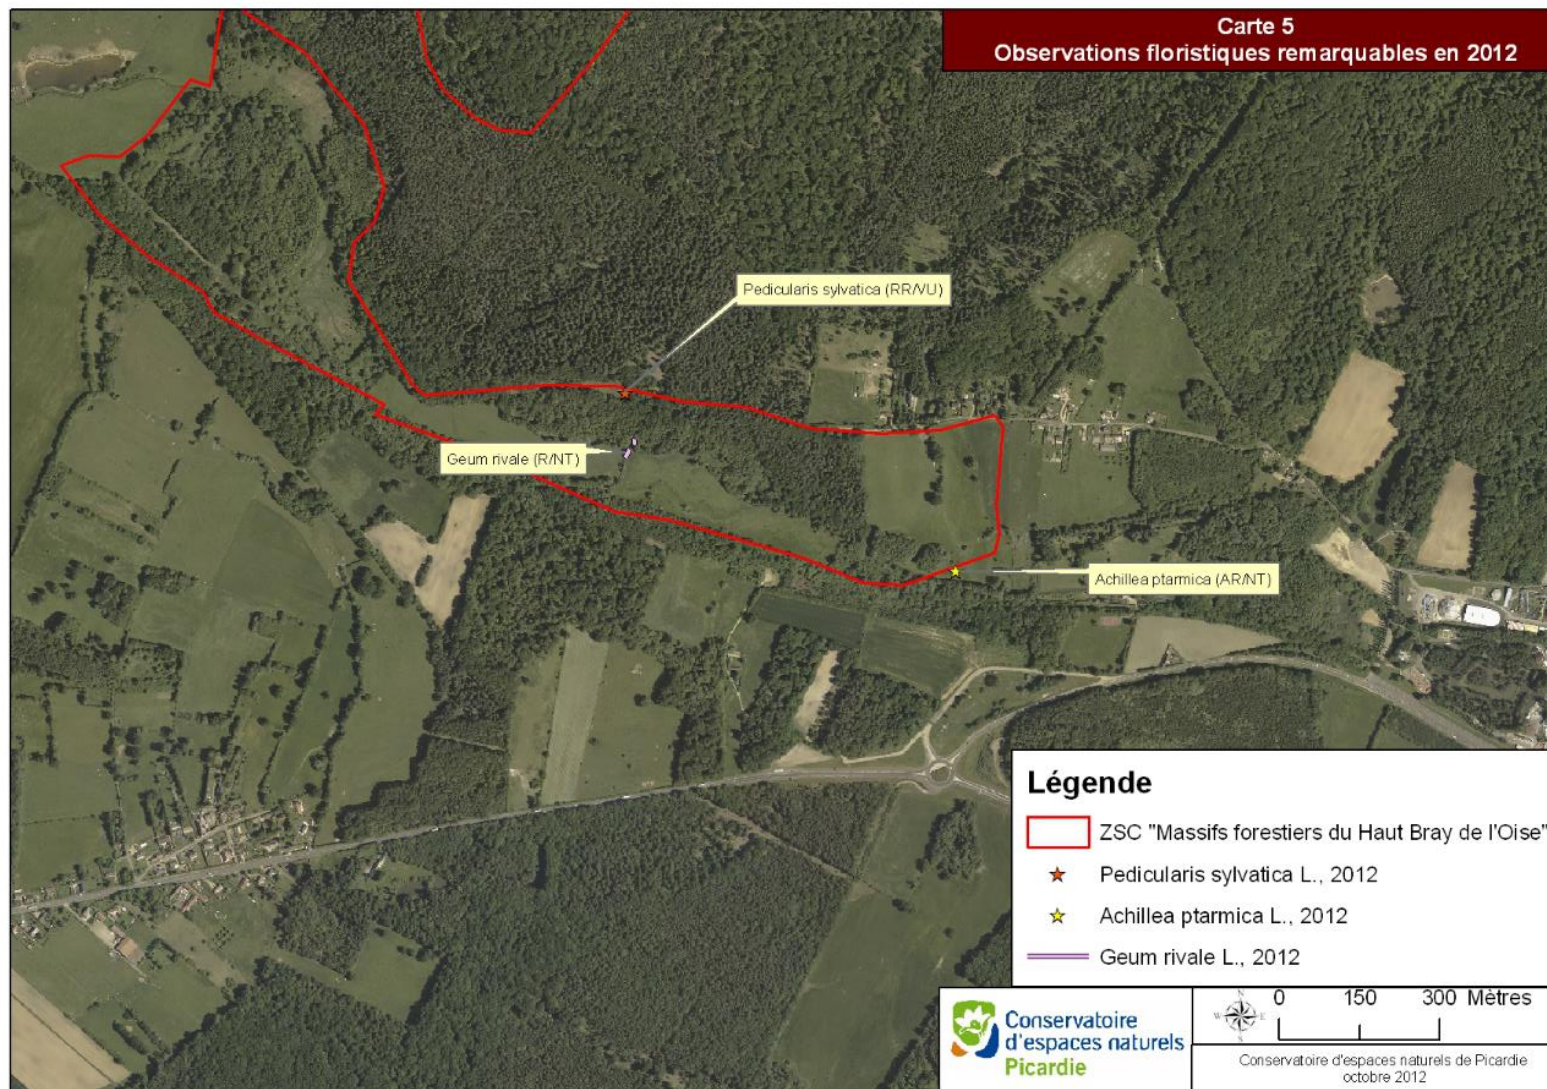 Carte 5
Observations floristiques remarquables en 2012
Pedicularis sylvatica (RR/VU)
Geum rivale (R/NT)
Achillea ptarmica (AR/NT)
Légende
ZSC "Massifs forestiers du Haut Bray de l'Oise"
Pedicularis sylvatica L., 2012
Achillea ptarmica L., 2012
Geum rivale L., 2012
Conservatoire
d'espaces naturels
Picardie
N
W E
S
0 150 300 Mètres
Conservatoire d'espaces naturels de Picardie
octobre 2012